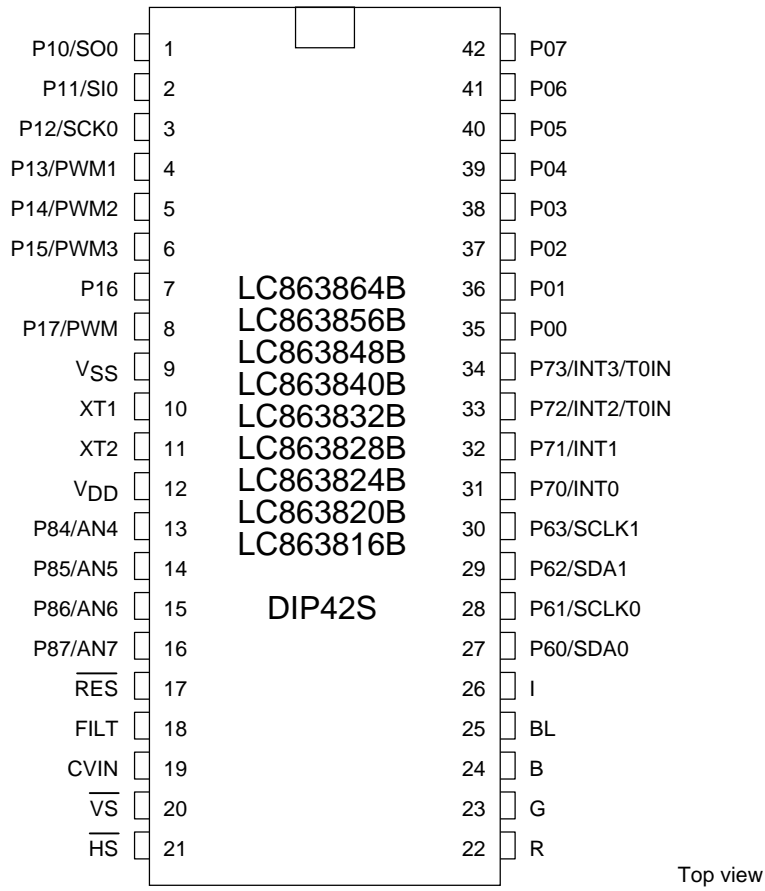 P10/SO0 1 42 P07
P11/SI0 2 41 P06
P12/SCK0 3 40 P05
P13/PWM1 4 39 P04
P14/PWM2 5 38 P03
P15/PWM3 6 37 P02
P16 7 LC863864B 36 P01
P17/PWM 8 LC863856B 35 P00
LC863848B
VSS 9 34 P73/INT3/T0IN
LC863840B
XT1 10 LC863832B 33 P72/INT2/T0IN
XT2 11 LC863828B 32 P71/INT1
VDD 12 LC863824B 31 P70/INT0
LC863820B
P84/AN4 13 LC863816B 30 P63/SCLK1
P85/AN5 14 29 P62/SDA1
P86/AN6 15 DIP42S 28 P61/SCLK0
P87/AN7 16 27 P60/SDA0
RES 17 26 I
FILT 18 25 BL
CVIN 19 24 B
VS 20 23 G
HS 21 22 R
Top view